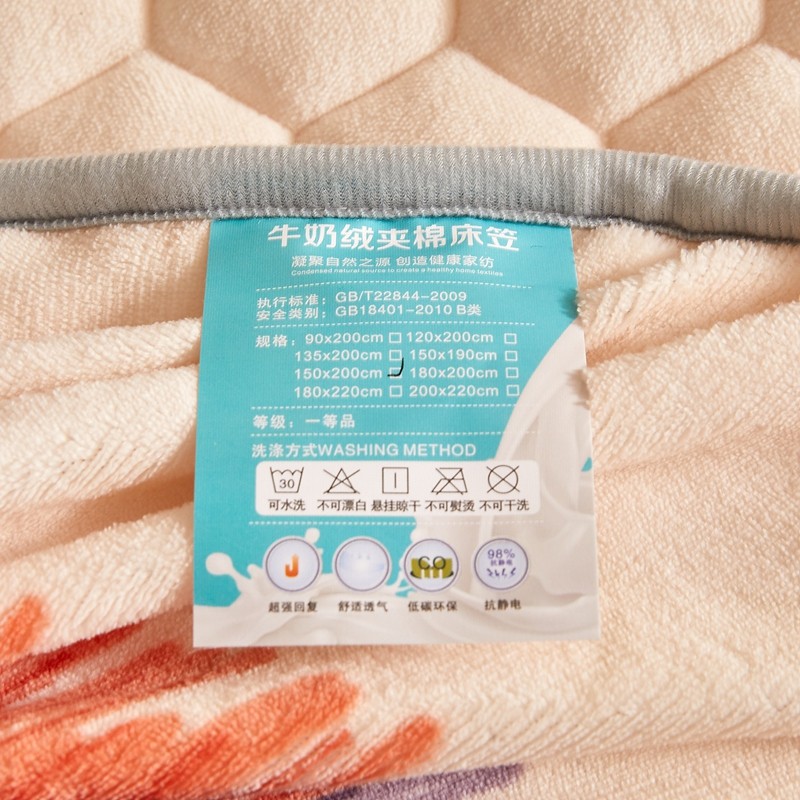 牛奶绒夹棉床笠
凝聚自然之源 创造健康家纺
Condensed natural source to create a healthy home textiles
执行标准：GB/T22844-2009
安全类别：GB18401-2010 B类
规格：90x200cm 120x200cm
135x200cm 150x190cm
150x200cm 180x200cm
180x220cm 200x220cm
等级：一等品
洗涤方式WASHING METHOD
30
可水洗 不可漂白 悬挂晾干 不可熨烫 不可干洗
CO
98%
抗静电
超强回复 舒适透气 低碳环保 抗静电